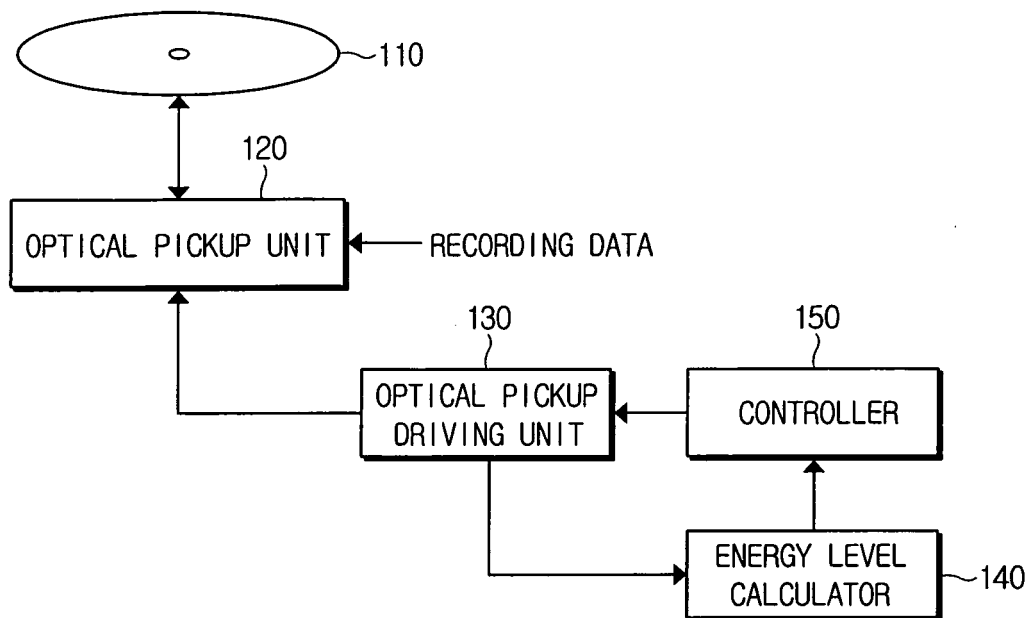 110
120
OPTICAL PICKUP UNIT
RECORDING DATA
130
150
OPTICAL PICKUP
DRIVING UNIT
CONTROLLER
ENERGY LEVEL
CALCULATOR
140